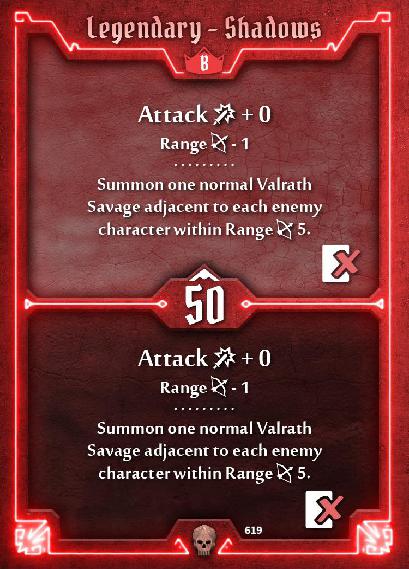 Legendary - Shadows
B
Attack + 0
Range - 1
Summon one normal Valrath
Savage adjacent to each enemy
character within Range 5.
50
Attack + 0
Range - 1
Summon one normal Valrath
Savage adjacent to each enemy
character within Range 5.
619